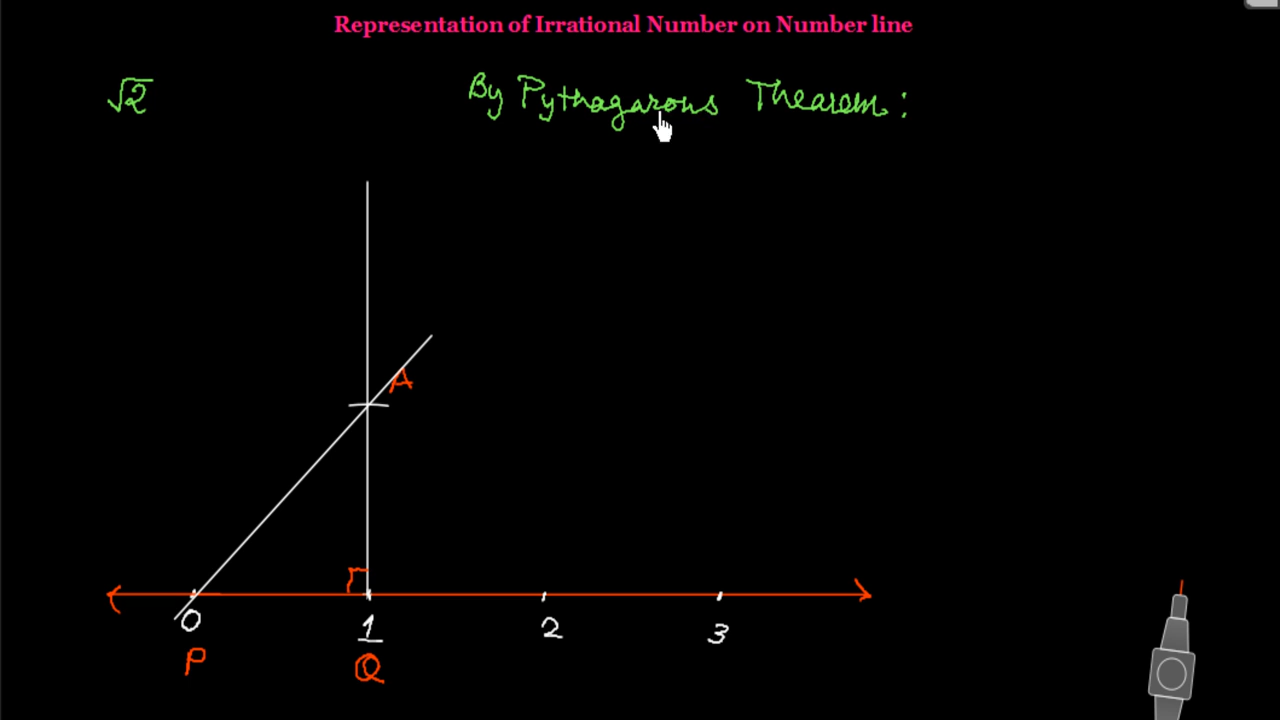 Representation of Irrational Number on Number line
√2
By Pythagarous Thearem:
A
0 1 2 3
P Q